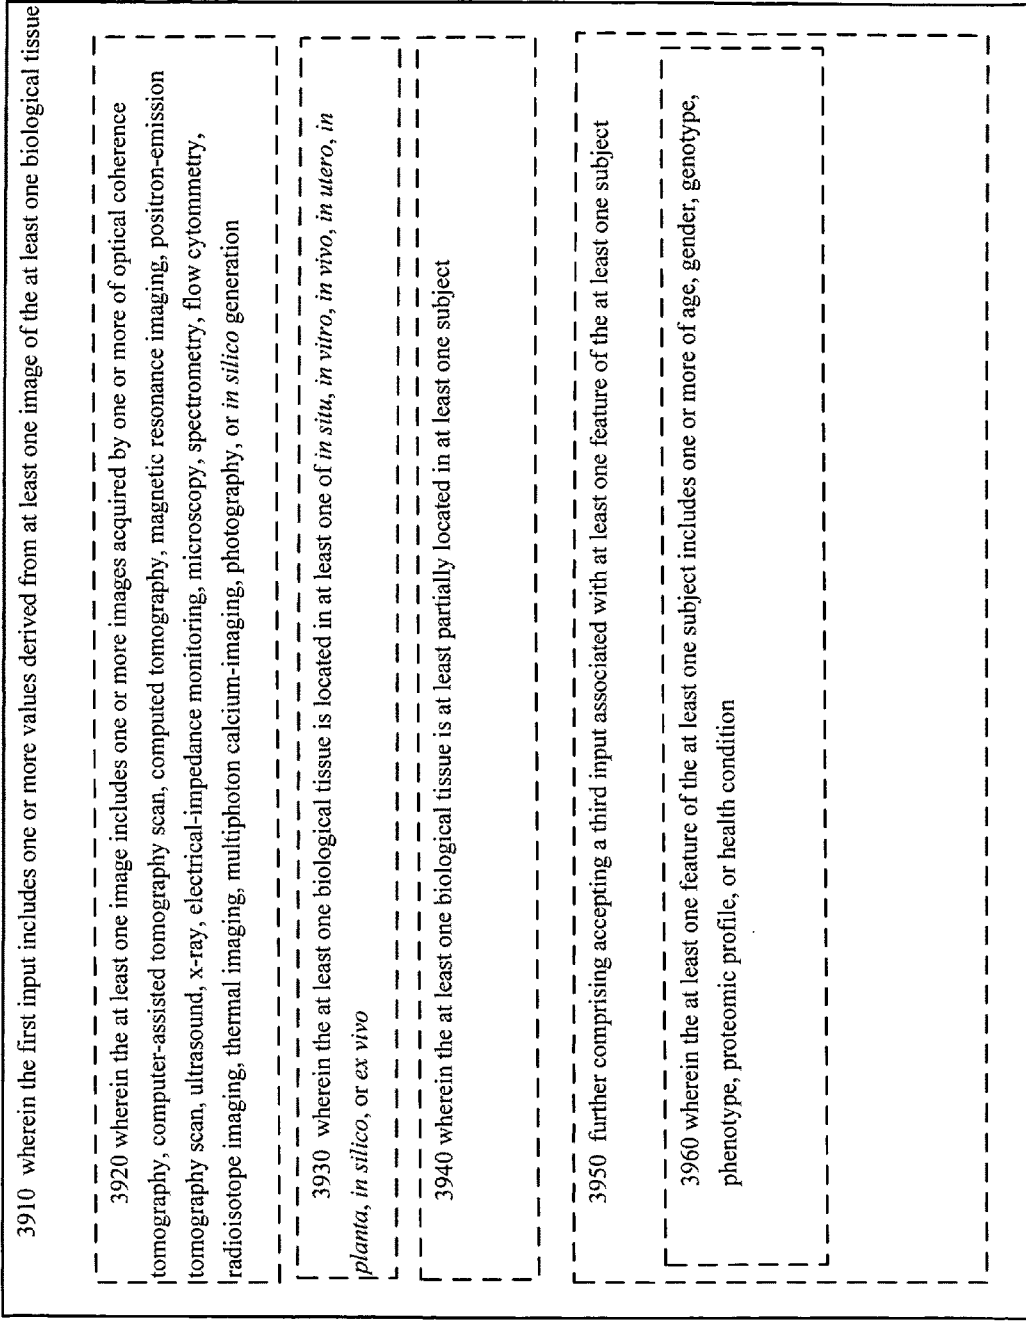 3910 wherein the first input includes one or more values derived from at least one image of the at least one biological tissue
3920 wherein the at least one image includes one or more images acquired by one or more of optical coherence
tomography, computer-assisted tomography scan, computed tomography, magnetic resonance imaging, positron-emission
tomography scan, ultrasound, x-ray, electrical-impedance monitoring, microscopy, spectrometry, flow cytommetry,
radioisotope imaging, thermal imaging, multiphoton calcium-imaging, photography, or in silico generation
3930 wherein the at least one biological tissue is located in at least one of in situ, in vitro, in vivo, in utero, in
planta, in silico, or ex vivo
3940 wherein the at least one biological tissue is at least partially located in at least one subject
3950 further comprising accepting a third input associated with at least one feature of the at least one subject
3960 wherein the at least one feature of the at least one subject includes one or more of age, gender, genotype,
phenotype, proteomic profile, or health condition